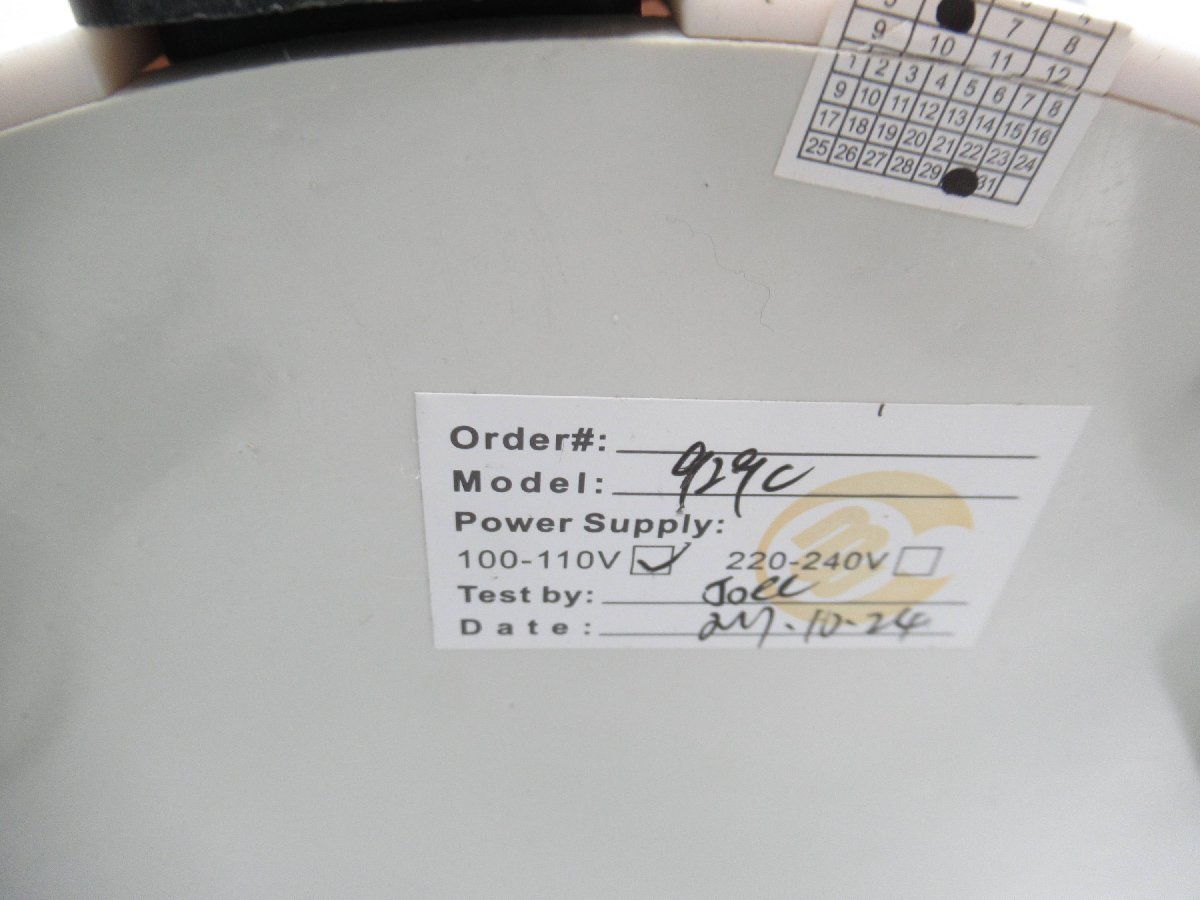 7
9 10 11 8
12
1 2 3 4 5 6 7 8
9 10 11 12 13 14 15 16
17 18 19 20 21 22 23 24
25 26 27 28 29 31
Order#:
Model: 929C
Power Supply:
100-110V ✓ 220-240V
Test by:
Date: